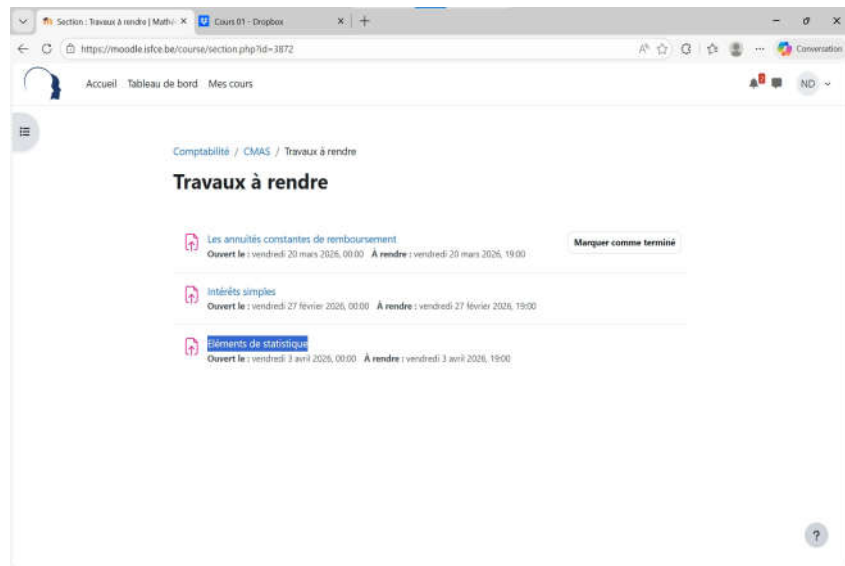 Section : Travaux à rendre | Math
Cours 01 - Dropbox
https://moodle.isfce.be/course/section.php?id=3872
Conversation
Accueil Tableau de bord Mes cours
ND
Comptabilité / CMAS / Travaux à rendre
Travaux à rendre
Les annuités constantes de remboursement
Marquer comme terminé
Ouvert le : vendredi 20 mars 2026, 00:00 À rendre : vendredi 20 mars 2026, 19:00
Intérêts simples
Ouvert le : vendredi 27 février 2026, 00:00 À rendre : vendredi 27 février 2026, 19:00
Eléments de statistique
Ouvert le : vendredi 3 avril 2026, 00:00 À rendre : vendredi 3 avril 2026, 19:00
?